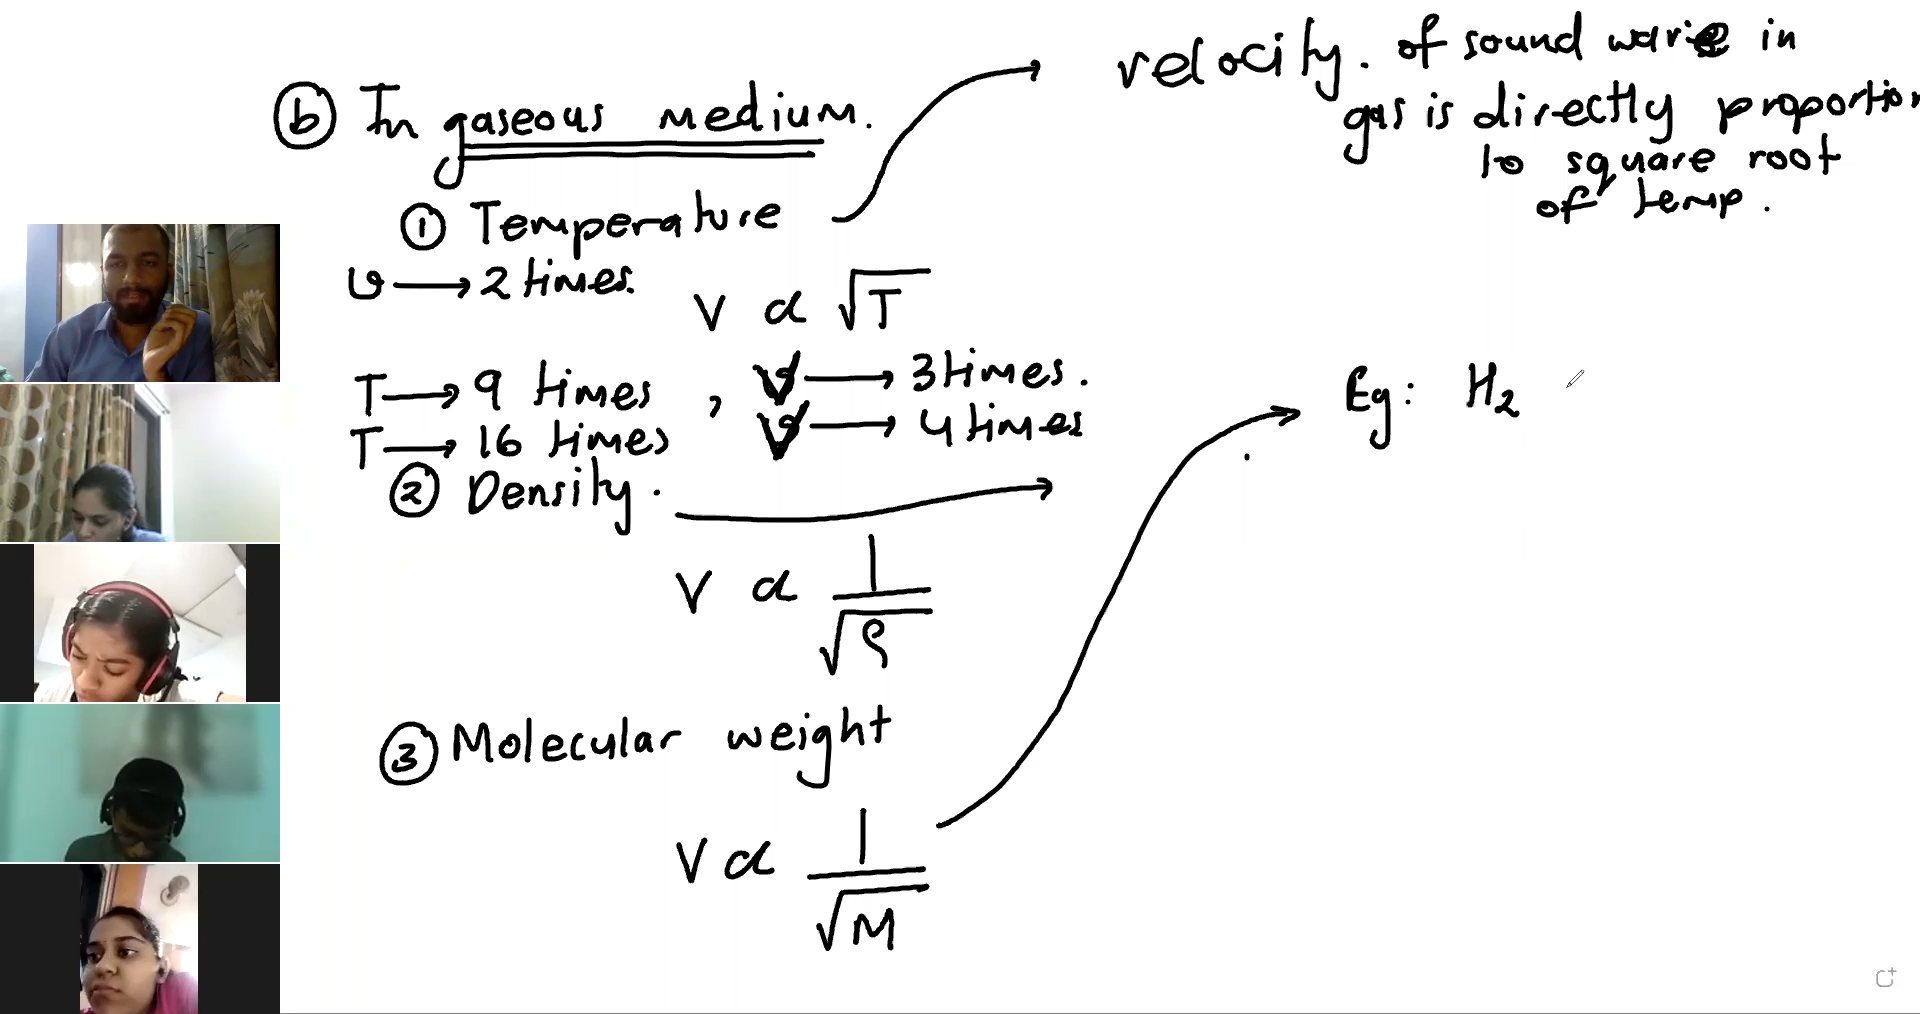 ⓑ In gaseous medium.
velocity. of sound wave in
gas is directly proportion
to square root
of temp.
① Temperature
v → 2 times.
V α √T
T → 9 times , v → 3 times.
T → 16 times v → 4 times
② Density.
V α 1/√ρ
③ Molecular weight
V α 1/√M
Eg: H₂